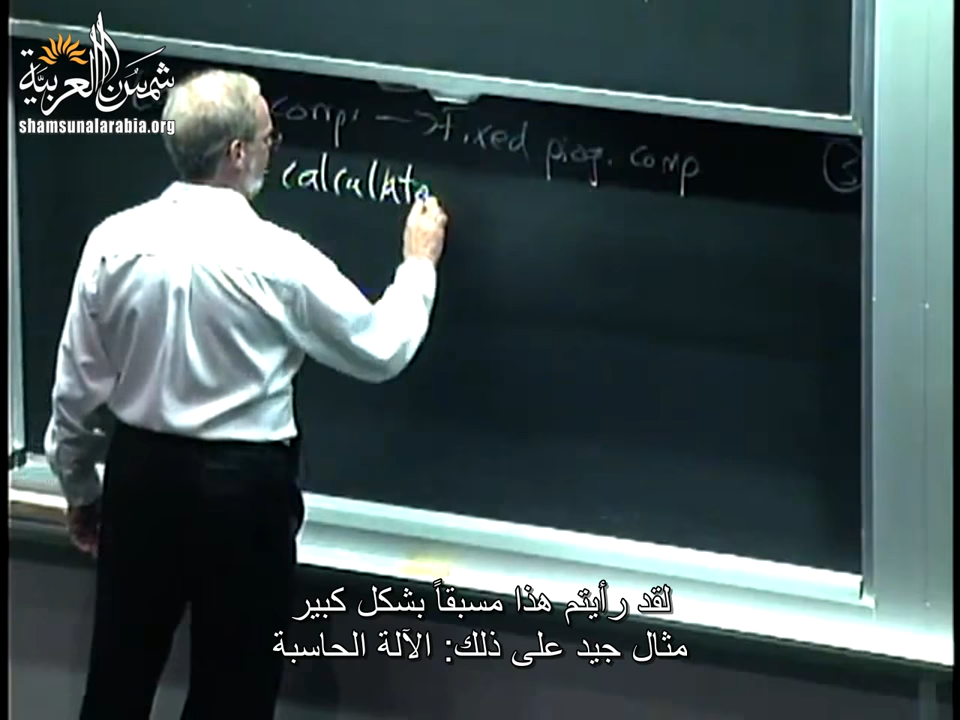 شمس العربية
shamsunalarabia.org
comp. → Fixed prog. comp 3
- calculato
لقد رأيتم هذا مسبقاً بشكل كبير
مثال جيد على ذلك: الآلة الحاسبة